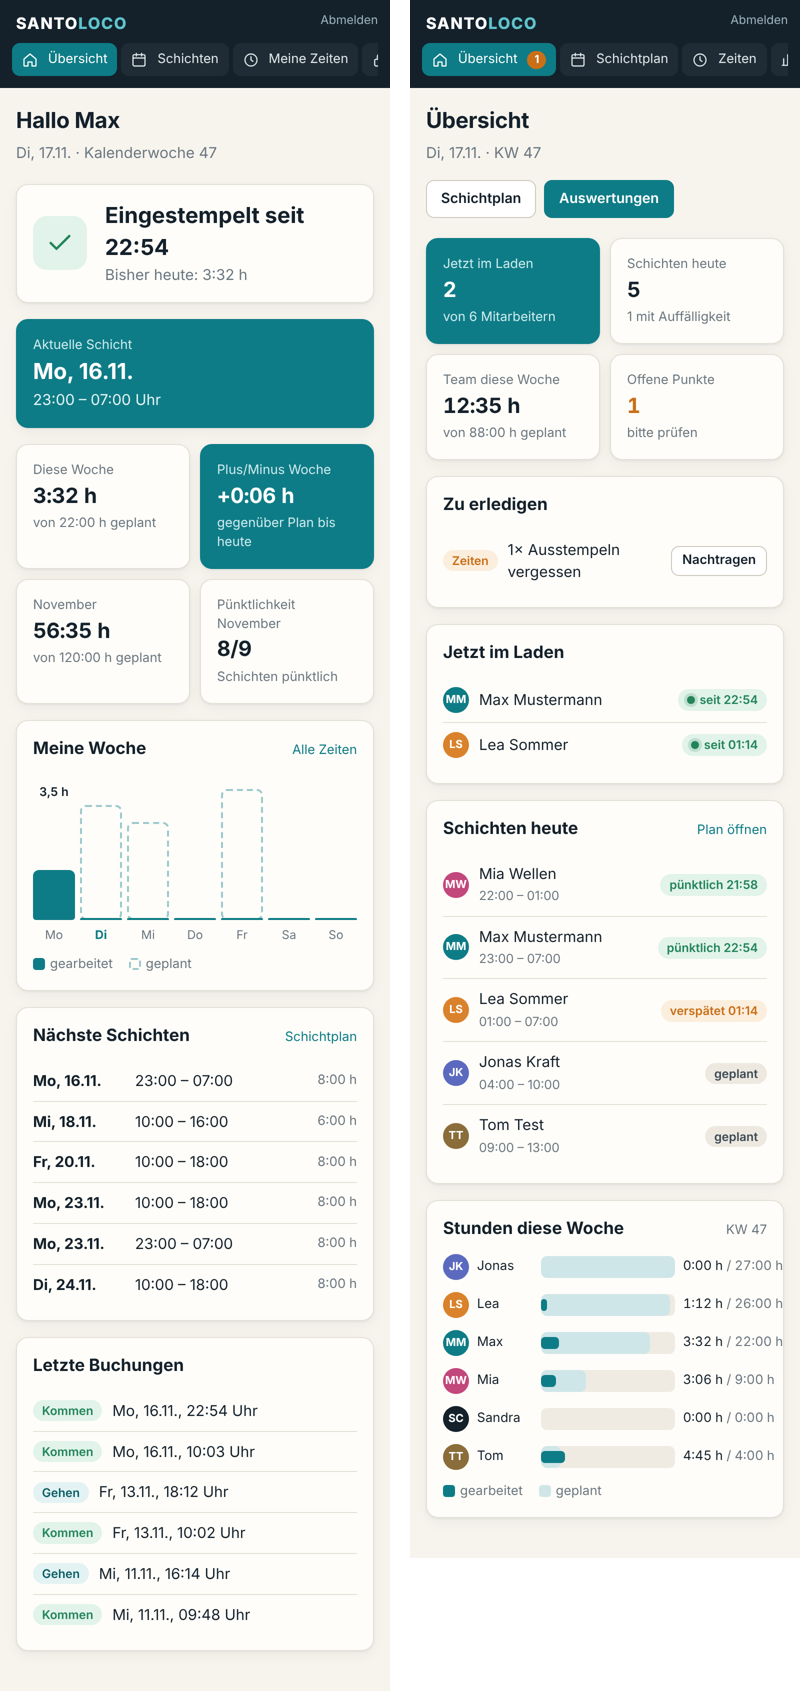 SANTOLOCO
Abmelden
Übersicht
Schichten
Meine Zeiten
Hallo Max
Di, 17.11. · Kalenderwoche 47
Eingestempelt seit
22:54
Bisher heute: 3:32 h
Aktuelle Schicht
Mo, 16.11.
23:00 – 07:00 Uhr
Diese Woche
3:32 h
von 22:00 h geplant
Plus/Minus Woche
+0:06 h
gegenüber Plan bis
heute
November
56:35 h
von 120:00 h geplant
Pünktlichkeit
November
8/9
Schichten pünktlich
Meine Woche
Alle Zeiten
3,5 h
Mo Di Mi Do Fr Sa So
gearbeitet geplant
Nächste Schichten
Schichtplan
Mo, 16.11. 23:00 – 07:00 8:00 h
Mi, 18.11. 10:00 – 16:00 6:00 h
Fr, 20.11. 10:00 – 18:00 8:00 h
Mo, 23.11. 10:00 – 18:00 8:00 h
Mo, 23.11. 23:00 – 07:00 8:00 h
Di, 24.11. 10:00 – 18:00 8:00 h
Letzte Buchungen
Kommen Mo, 16.11., 22:54 Uhr
Kommen Mo, 16.11., 10:03 Uhr
Gehen Fr, 13.11., 18:12 Uhr
Kommen Fr, 13.11., 10:02 Uhr
Gehen Mi, 11.11., 16:14 Uhr
Kommen Mi, 11.11., 09:48 Uhr
SANTOLOCO
Abmelden
Übersicht 1
Schichtplan
Zeiten
Übersicht
Di, 17.11. · KW 47
Schichtplan
Auswertungen
Jetzt im Laden
2
von 6 Mitarbeitern
Schichten heute
5
1 mit Auffälligkeit
Team diese Woche
12:35 h
von 88:00 h geplant
Offene Punkte
1
bitte prüfen
Zu erledigen
Zeiten
1× Ausstempeln
vergessen
Nachtragen
Jetzt im Laden
MM Max Mustermann seit 22:54
LS Lea Sommer seit 01:14
Schichten heute
Plan öffnen
MW Mia Wellen
22:00 – 01:00
pünktlich 21:58
MM Max Mustermann
23:00 – 07:00
pünktlich 22:54
LS Lea Sommer
01:00 – 07:00
verspätet 01:14
JK Jonas Kraft
04:00 – 10:00
geplant
TT Tom Test
09:00 – 13:00
geplant
Stunden diese Woche
KW 47
JK Jonas 0:00 h / 27:00 h
LS Lea 1:12 h / 26:00 h
MM Max 3:32 h / 22:00 h
MW Mia 3:06 h / 9:00 h
SC Sandra 0:00 h / 0:00 h
TT Tom 4:45 h / 4:00 h
gearbeitet geplant